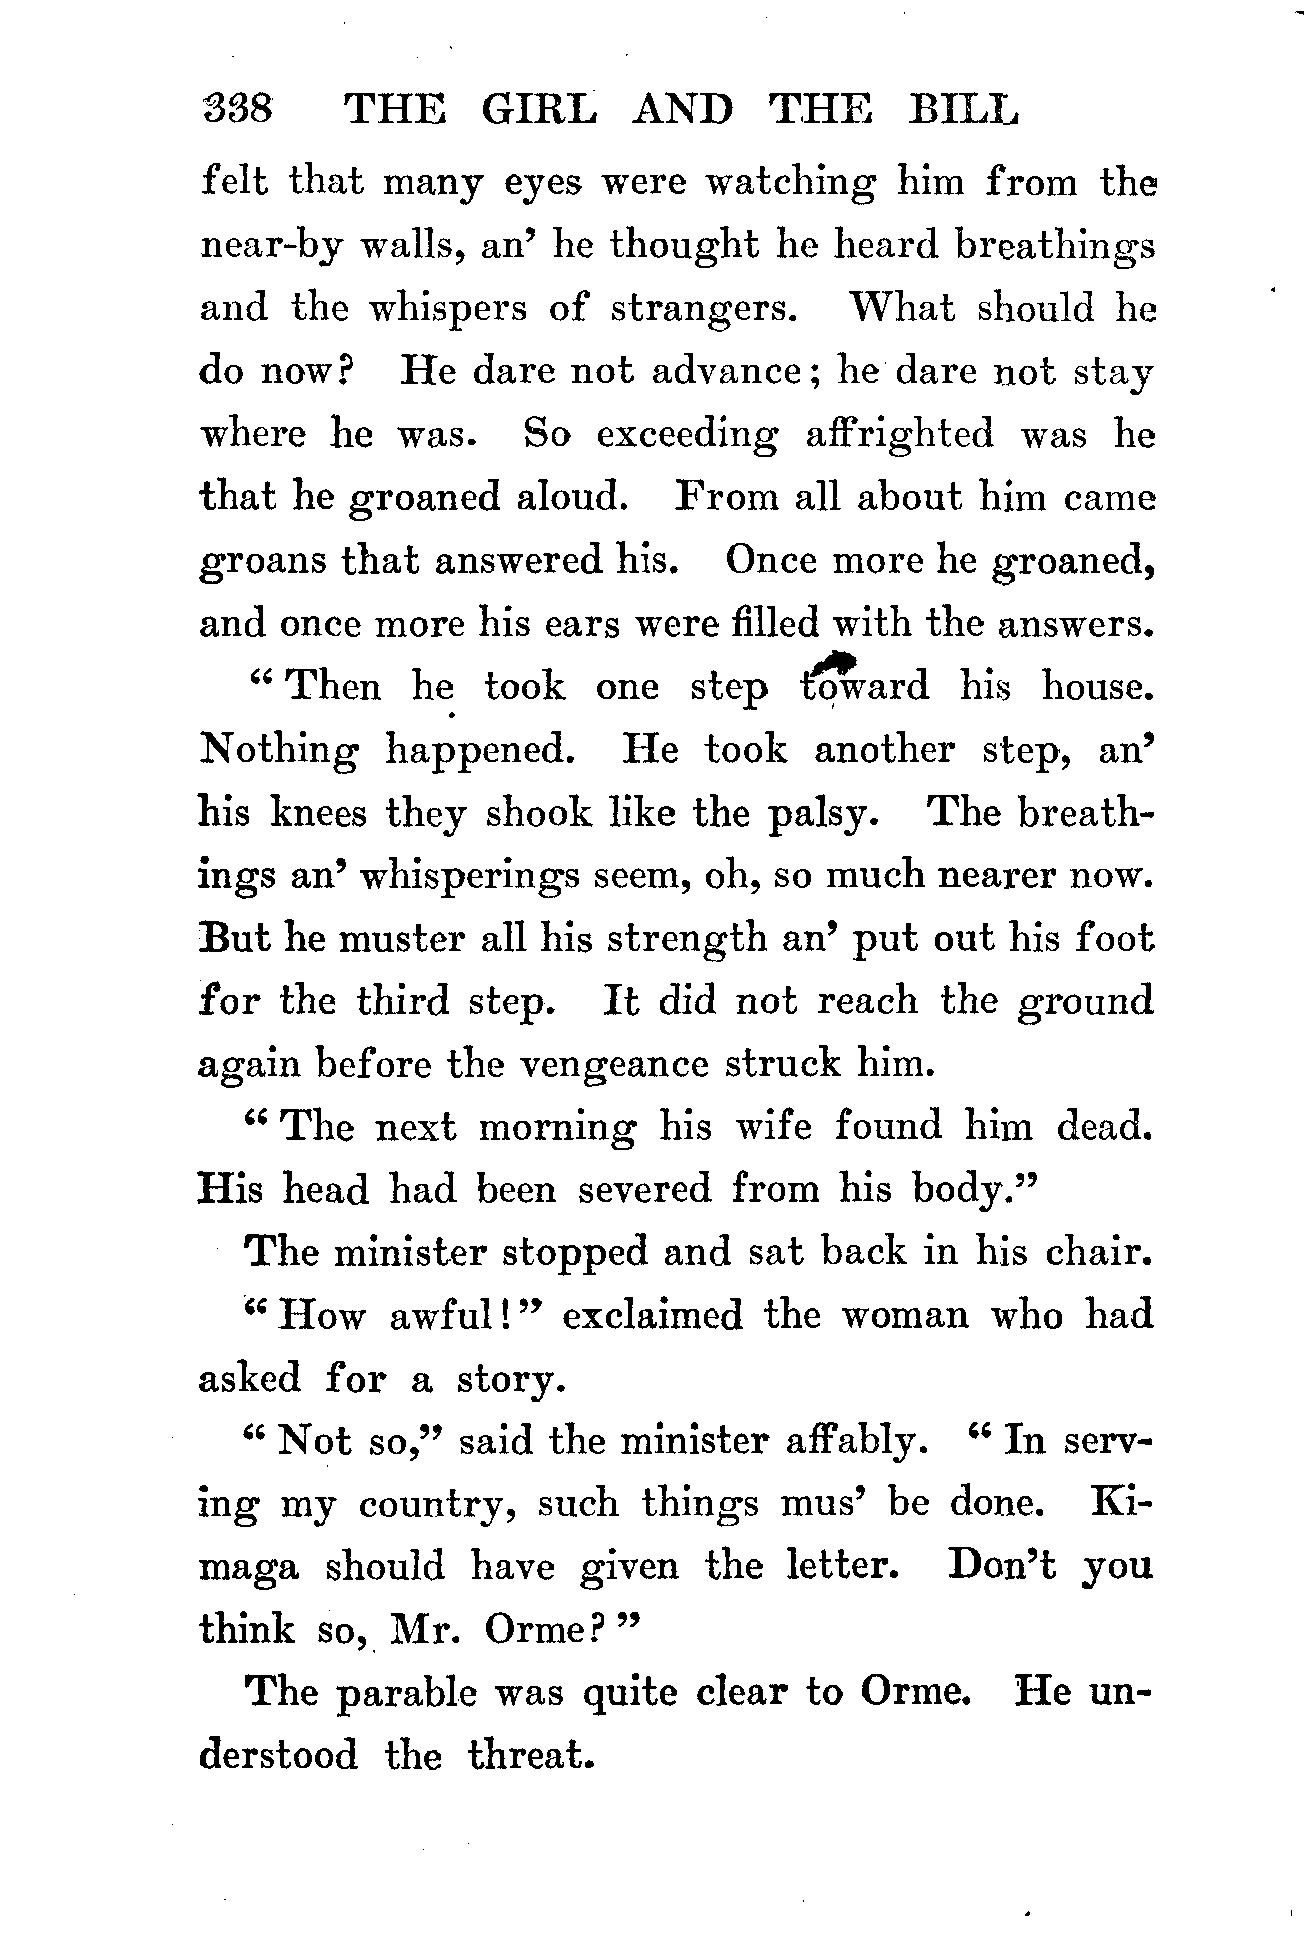 338 THE GIRL AND THE BILL
felt that many eyes were watching him from the
near-by walls, an’ he thought he heard breathings
and the whispers of strangers. What should he
do now? He dare not advance; he dare not stay
where he was. So exceeding affrighted was he
that he groaned aloud. From all about him came
groans that answered his. Once more he groaned,
and once more his ears were filled with the answers.
“Then he took one step toward his house.
Nothing happened. He took another step, an’
his knees they shook like the palsy. The breath-
ings an’ whisperings seem, oh, so much nearer now.
But he muster all his strength an’ put out his foot
for the third step. It did not reach the ground
again before the vengeance struck him.
“The next morning his wife found him dead.
His head had been severed from his body.”
The minister stopped and sat back in his chair.
“How awful!” exclaimed the woman who had
asked for a story.
“Not so,” said the minister affably. “In serv-
ing my country, such things mus’ be done. Ki-
maga should have given the letter. Don’t you
think so, Mr. Orme?”
The parable was quite clear to Orme. He un-
derstood the threat.